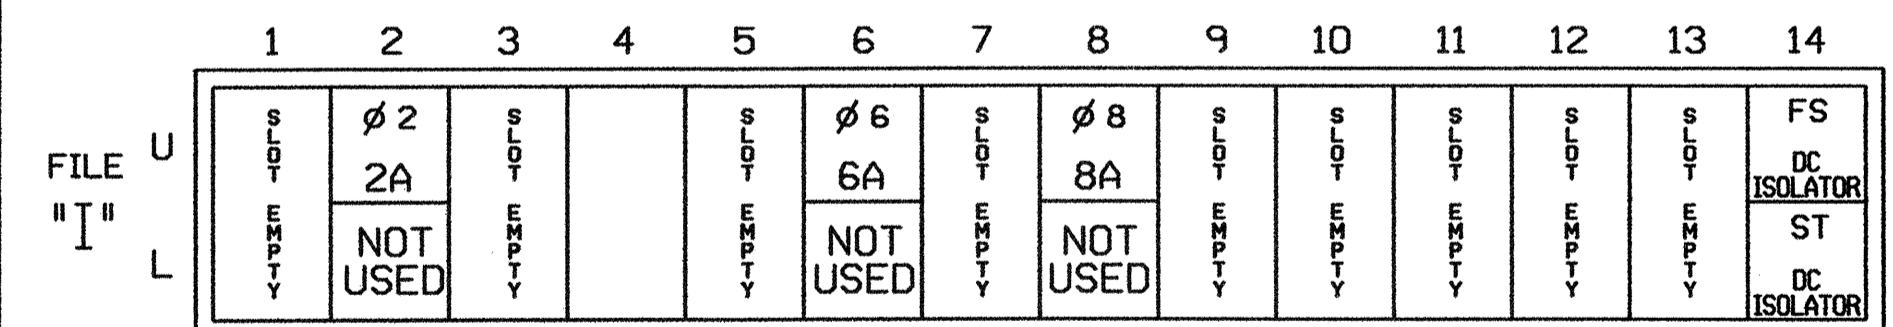 1 2 3 4 5 6 7 8 9 10 11 12 13 14
FILE
"I"
U
L
SLOT EMPTY
ø 2
2A
NOT
USED
SLOT EMPTY
SLOT EMPTY
ø 6
6A
NOT
USED
SLOT EMPTY
ø 8
8A
NOT
USED
SLOT EMPTY
SLOT EMPTY
SLOT EMPTY
SLOT EMPTY
SLOT EMPTY
FS
DC
ISOLATOR
ST
DC
ISOLATOR